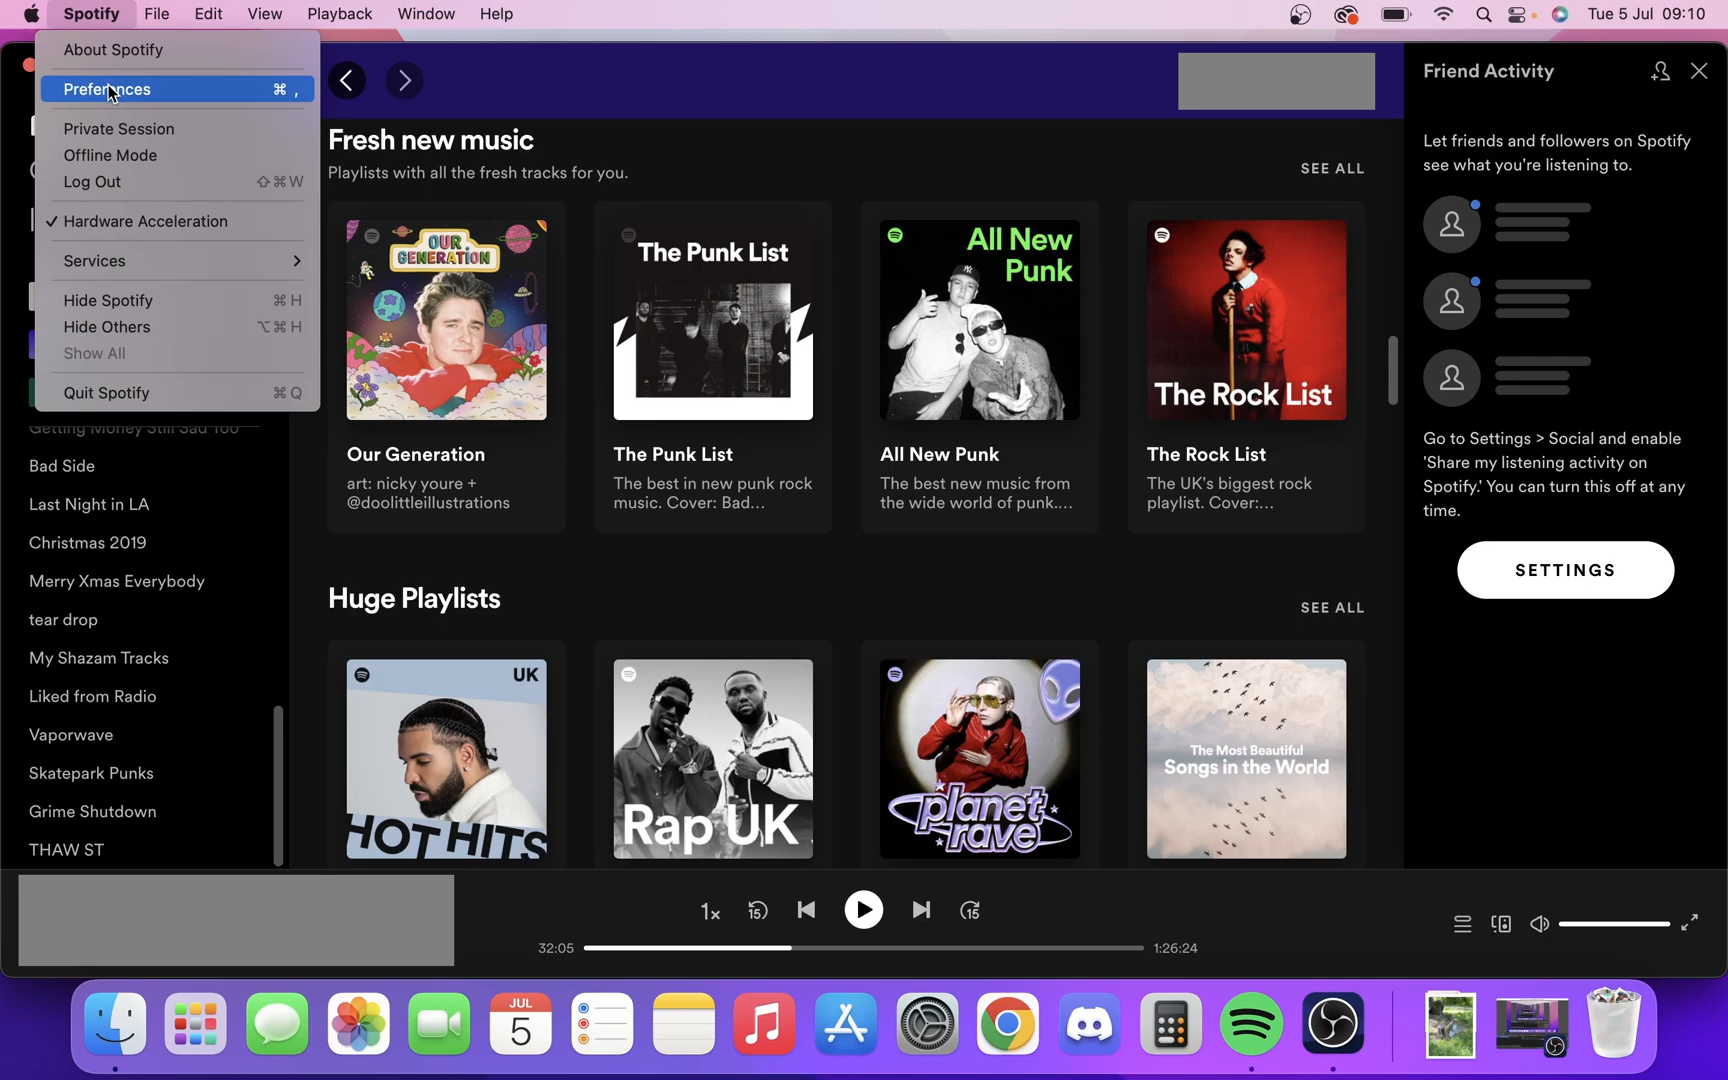 Spotify File Edit View Playback Window Help Tue 5 Jul 09:10
About Spotify
Preferences ⌘ ,
Private Session
Offline Mode
Log Out ⇧⌘W
✓ Hardware Acceleration
Services >
Hide Spotify ⌘ H
Hide Others ⌥⌘ H
Show All
Quit Spotify ⌘ Q
Getting Money Still Sad Too
Bad Side
Last Night in LA
Christmas 2019
Merry Xmas Everybody
tear drop
My Shazam Tracks
Liked from Radio
Vaporwave
Skatepark Punks
Grime Shutdown
THAW ST
Fresh new music
Playlists with all the fresh tracks for you.
SEE ALL
OUR
GENERATION
Our Generation
art: nicky youre +
@doolittleillustrations
The Punk List
The Punk List
The best in new punk rock
music. Cover: Bad...
All New
Punk
All New Punk
The best new music from
the wide world of punk....
The Rock List
The Rock List
The UK's biggest rock
playlist. Cover:...
Huge Playlists
SEE ALL
UK
HOT HITS
Rap UK
planet
rave
The Most Beautiful
Songs in the World
Friend Activity
Let friends and followers on Spotify
see what you're listening to.
Go to Settings > Social and enable
'Share my listening activity on
Spotify.' You can turn this off at any
time.
SETTINGS
1x 15 15
32:05 1:26:24
JUL
5